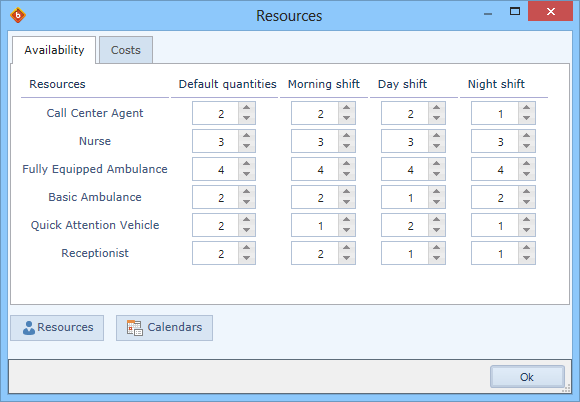 Resources
Availability Costs
Resources Default quantities Morning shift Day shift Night shift
Call Center Agent 2 2 2 1
Nurse 3 3 3 3
Fully Equipped Ambulance 4 4 4 4
Basic Ambulance 2 2 1 2
Quick Attention Vehicle 2 1 2 1
Receptionist 2 2 1 1
Resources Calendars
Ok